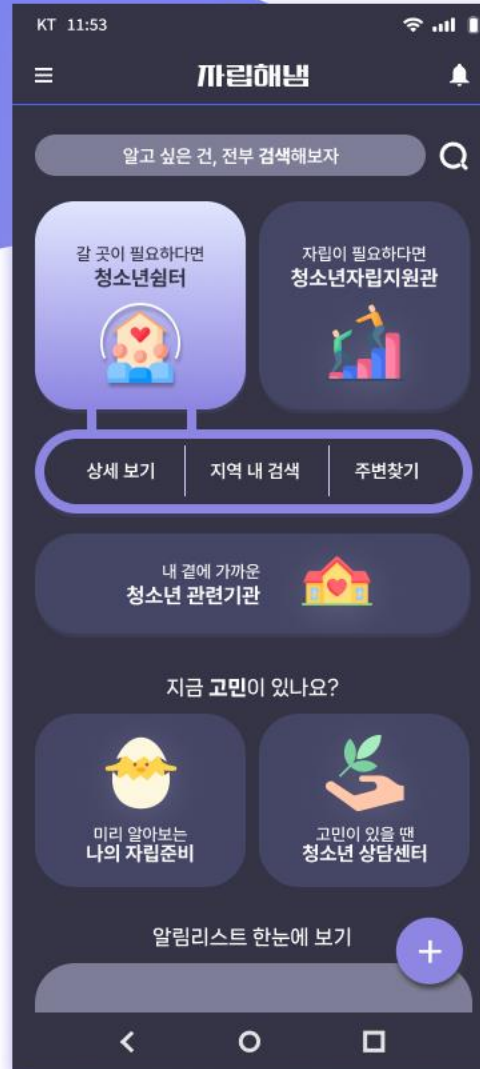 KT 11:53
자립해냄
알고 싶은 건, 전부 검색해보자
갈 곳이 필요하다면
청소년쉼터
자립이 필요하다면
청소년자립지원관
상세 보기
지역 내 검색
주변찾기
내 곁에 가까운
청소년 관련기관
지금 고민이 있나요?
미리 알아보는
나의 자립준비
고민이 있을 땐
청소년 상담센터
알림리스트 한눈에 보기